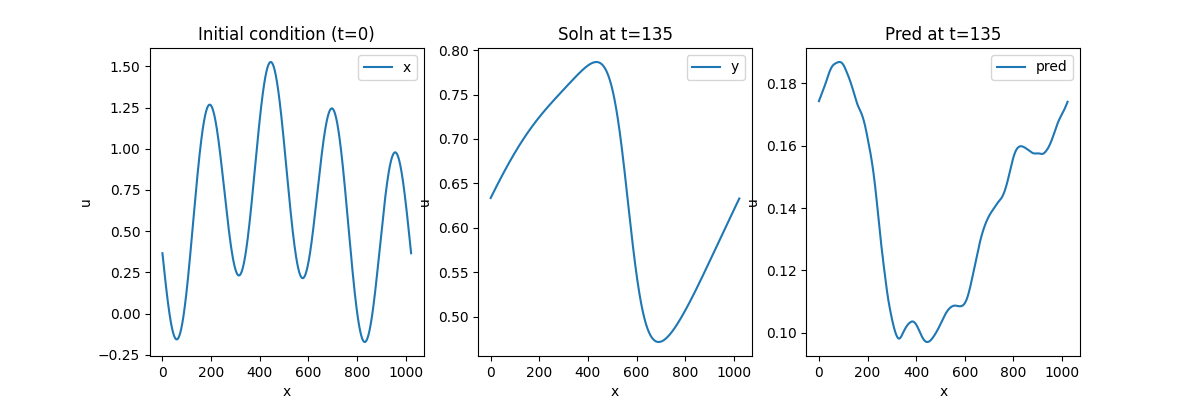 Initial condition (t=0)
x
1.50
1.25
1.00
0.75
0.50
0.25
0.00
−0.25
u
0 200 400 600 800 1000
x
Soln at t=135
y
0.80
0.75
0.70
0.65
0.60
0.55
0.50
u
0 200 400 600 800 1000
x
Pred at t=135
pred
0.18
0.16
0.14
0.12
0.10
u
0 200 400 600 800 1000
x